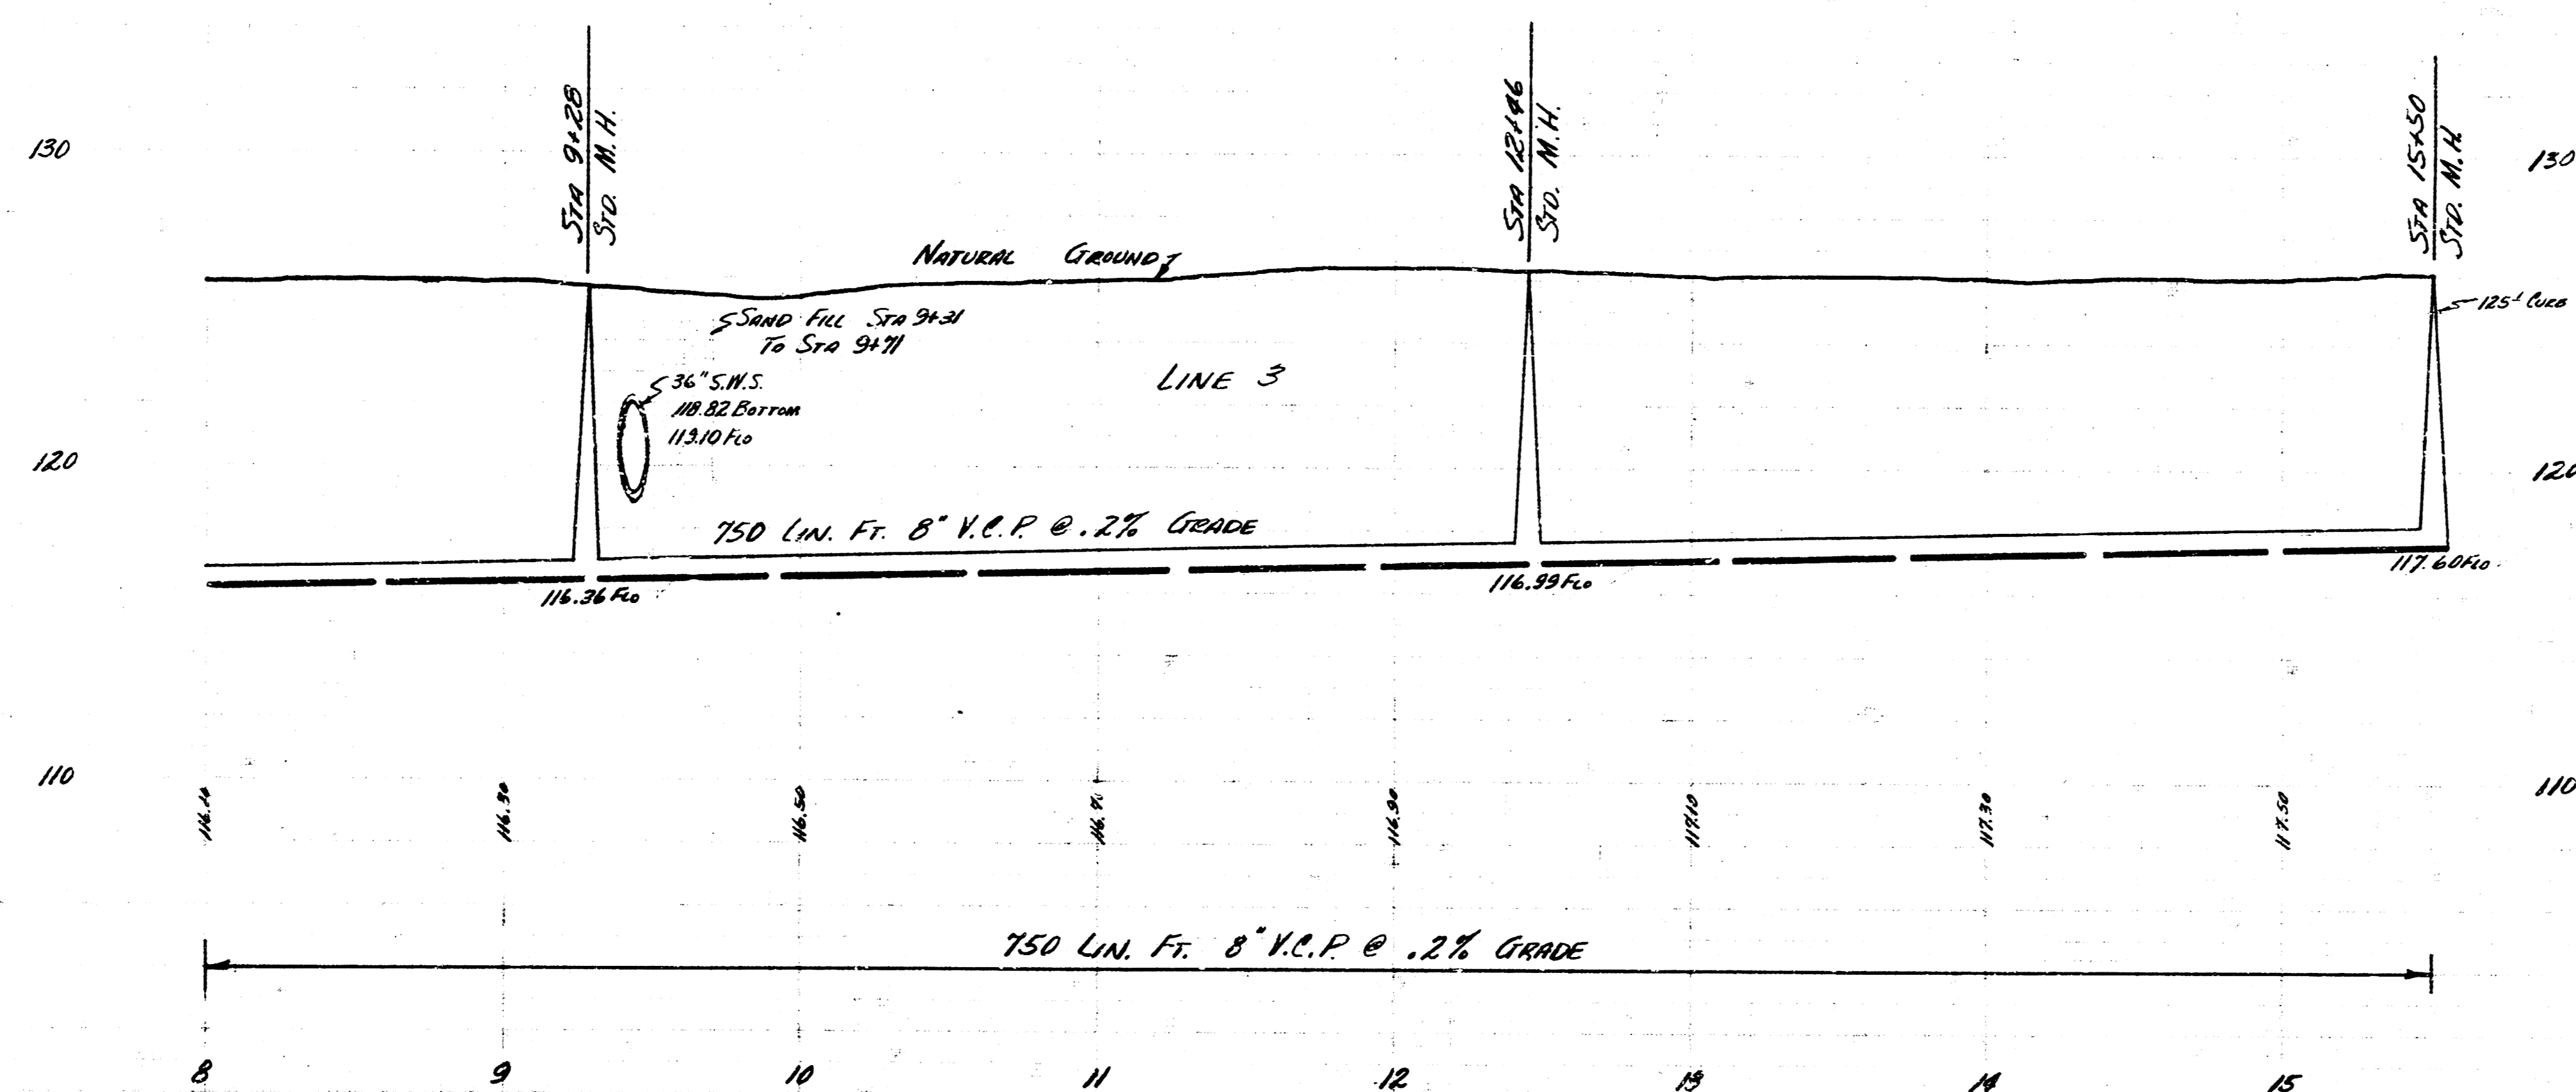 STA 9+28
STD. M.H.
STA 12+46
STD. M.H.
STA 15+50
STD. M.H.
130
130
NATURAL GROUND
SAND FILL STA 9+31
TO STA 9+71
125± CURB
36" S.W.S.
118.82 BOTTOM
119.10 FLO
LINE 3
120
120
750 LIN. FT. 8" V.C.P. @ .2% GRADE
116.36 FLO
116.99 FLO
117.60 FLO
110
110
116.10
116.30
116.50
116.90
117.10
117.30
117.50
750 LIN. FT. 8" V.C.P. @ .2% GRADE
8
9
10
11
12
13
14
15